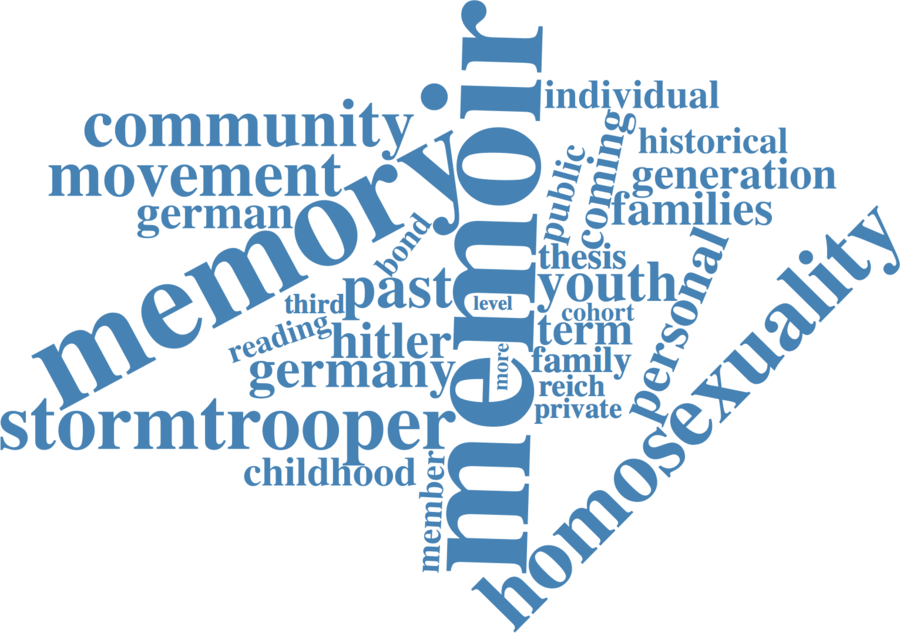 memoir
individual
community
coming
historical
public
memory
movement
generation
families
german
bond
personal
homosexuality
thesis
past
youth
third
level
cohort
reading
hitler
term
germany
more
family
reich
stormtrooper
private
childhood
member